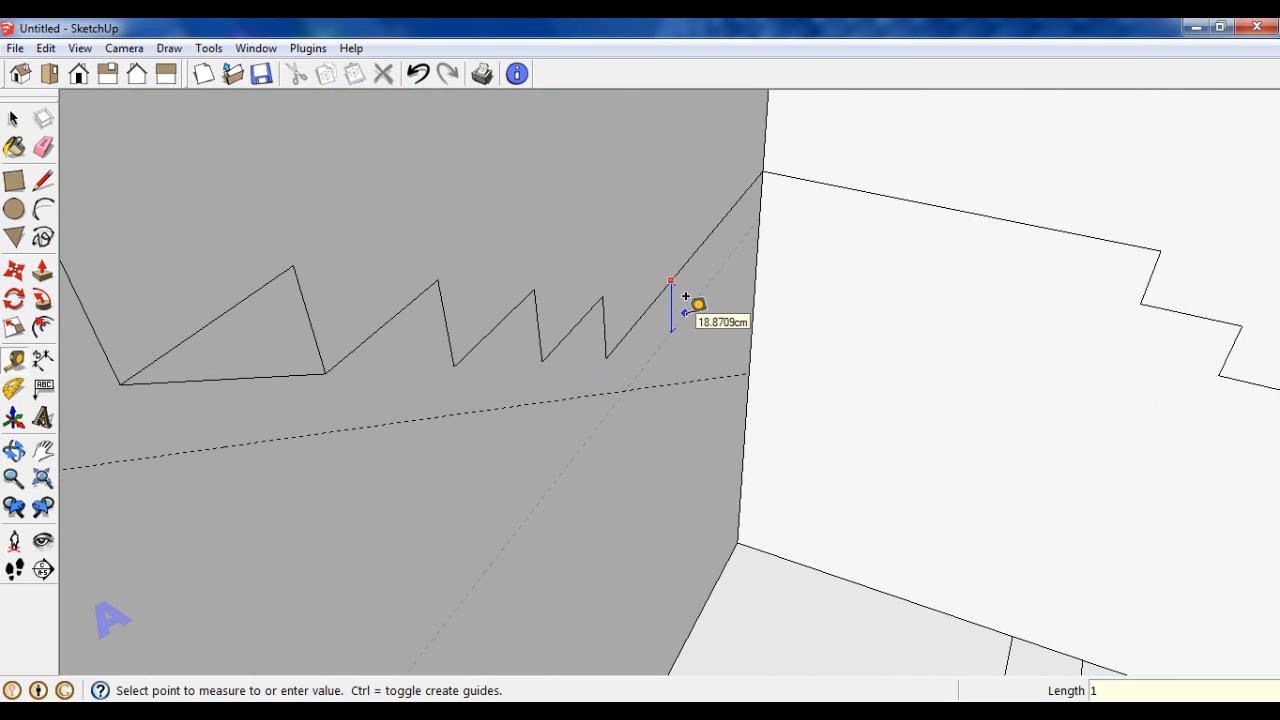 Untitled - SketchUp
File Edit View Camera Draw Tools Window Plugins Help
18.8709cm
ABC
A
Select point to measure to or enter value. Ctrl = toggle create guides.
Length 1